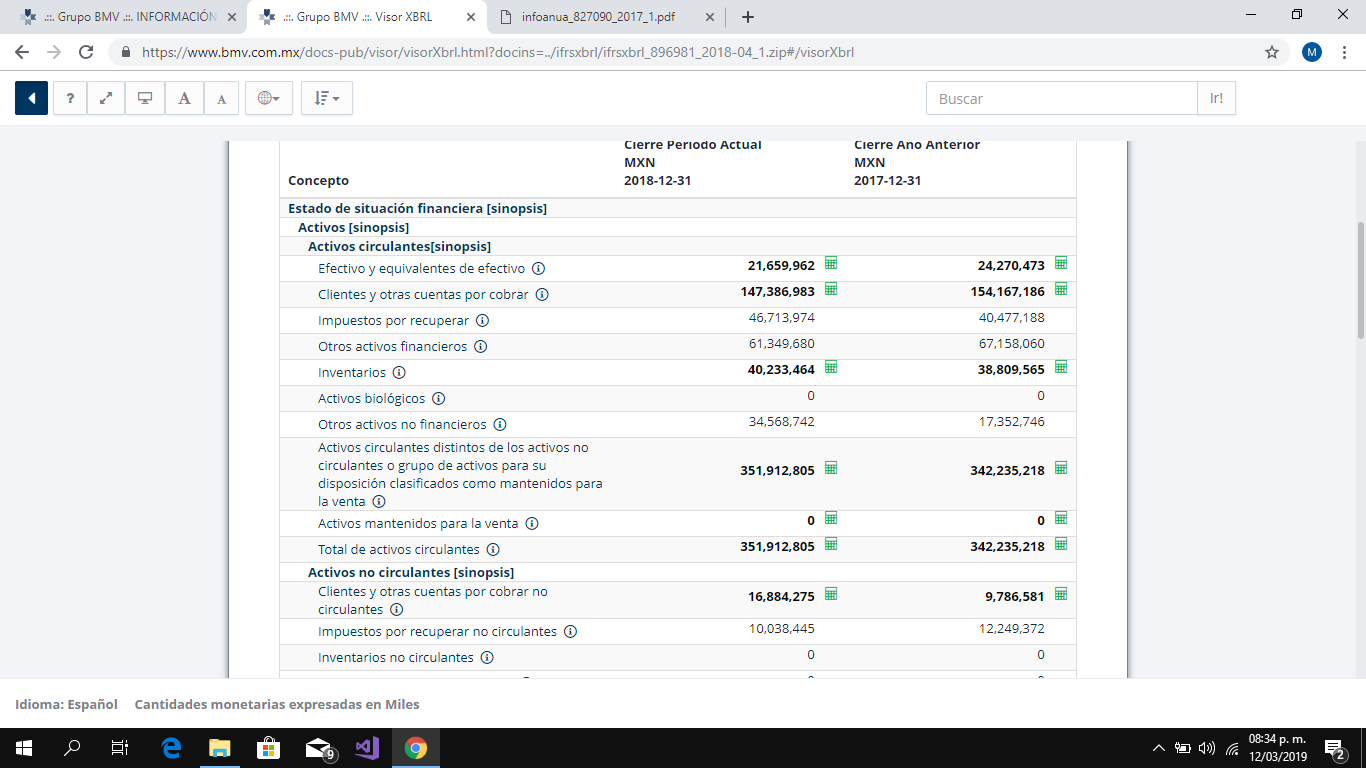 .::. Grupo BMV .::. INFORMACIÓN
.::. Grupo BMV .::. Visor XBRL
infoanua_827090_2017_1.pdf
https://www.bmv.com.mx/docs-pub/visor/visorXbrl.html?docins=../ifrsxbrl/ifrsxbrl_896981_2018-04_1.zip#/visorXbrl
M
? A A
Buscar Ir!
Cierre Periodo Actual Cierre Año Anterior
MXN MXN
Concepto 2018-12-31 2017-12-31
Estado de situación financiera [sinopsis]
Activos [sinopsis]
Activos circulantes[sinopsis]
Efectivo y equivalentes de efectivo 21,659,962 24,270,473
Clientes y otras cuentas por cobrar 147,386,983 154,167,186
Impuestos por recuperar 46,713,974 40,477,188
Otros activos financieros 61,349,680 67,158,060
Inventarios 40,233,464 38,809,565
Activos biológicos 0 0
Otros activos no financieros 34,568,742 17,352,746
Activos circulantes distintos de los activos no
circulantes o grupo de activos para su
disposición clasificados como mantenidos para
la venta 351,912,805 342,235,218
Activos mantenidos para la venta 0 0
Total de activos circulantes 351,912,805 342,235,218
Activos no circulantes [sinopsis]
Clientes y otras cuentas por cobrar no
circulantes 16,884,275 9,786,581
Impuestos por recuperar no circulantes 10,038,445 12,249,372
Inventarios no circulantes 0 0
Idioma: Español Cantidades monetarias expresadas en Miles
9
08:34 p. m.
12/03/2019
2